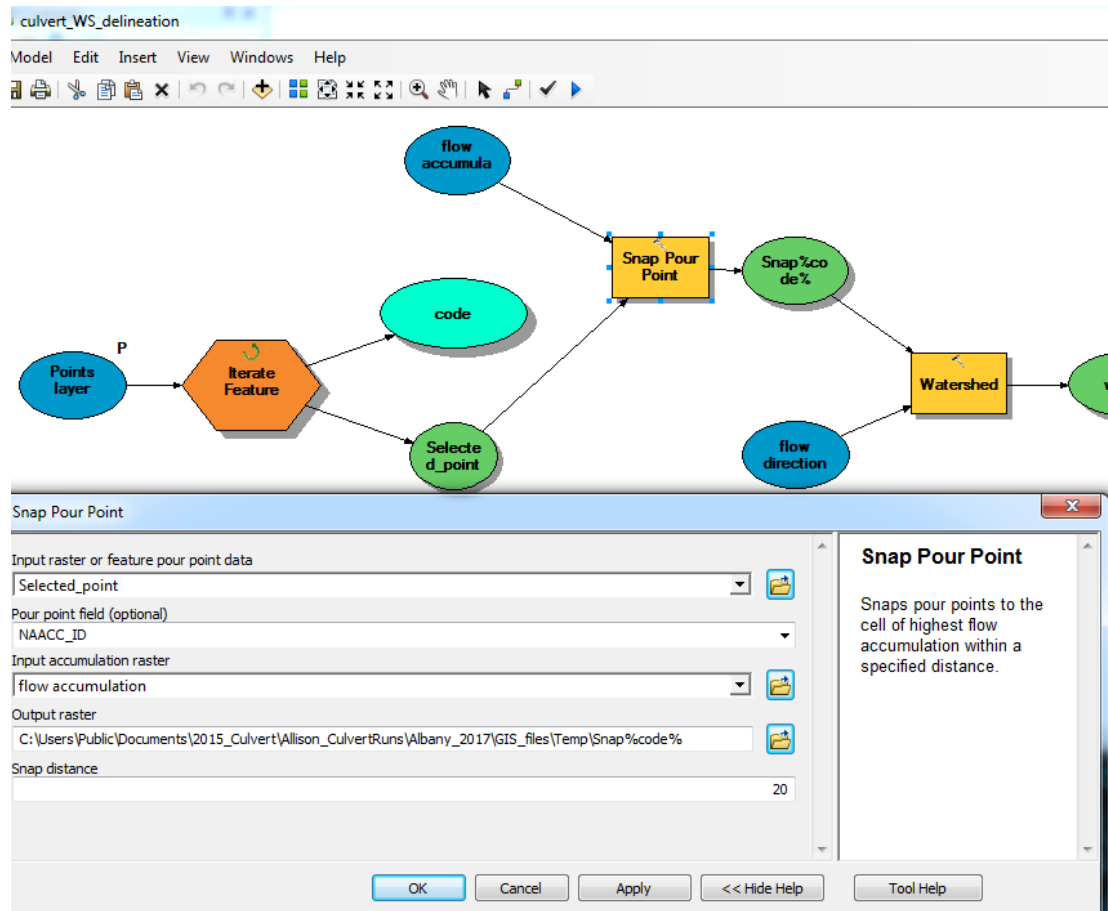 culvert_WS_delineation
Model Edit Insert View Windows Help
flow
accumula
Snap Pour
Point
Snap%co
de%
code
P
Points
layer
Iterate
Feature
Watershed
w
Selecte
d_point
flow
direction
Snap Pour Point
Input raster or feature pour point data
Selected_point
Pour point field (optional)
NAACC_ID
Input accumulation raster
flow accumulation
Output raster
C:\Users\Public\Documents\2015_Culvert\Allison_CulvertRuns\Albany_2017\GIS_files\Temp\Snap%code%
Snap distance
20
Snap Pour Point
Snaps pour points to the
cell of highest flow
accumulation within a
specified distance.
OK Cancel Apply << Hide Help Tool Help